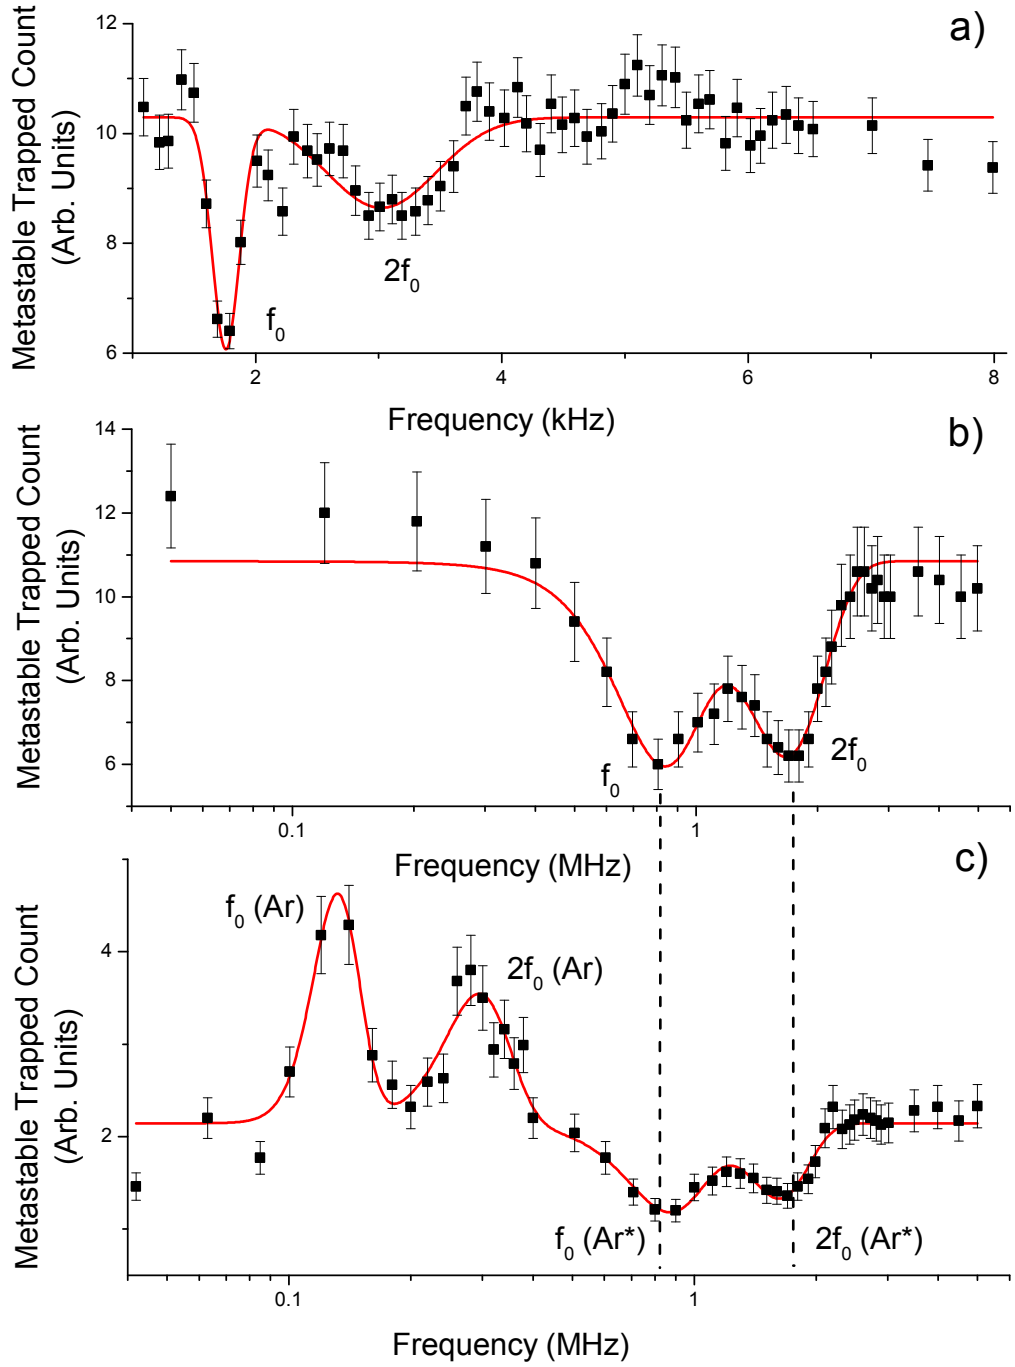 a)
Metastable Trapped Count
(Arb. Units)
12
10
8
6
f0
2f0
2
4
6
8
Frequency (kHz)
b)
Metastable Trapped Count
(Arb. Units)
14
12
10
8
6
f0
2f0
0.1
1
Frequency (MHz)
c)
Metastable Trapped Count
(Arb. Units)
4
2
f0 (Ar)
2f0 (Ar)
f0 (Ar*)
2f0 (Ar*)
0.1
1
Frequency (MHz)